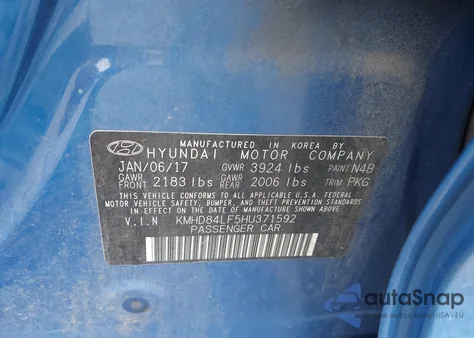 MANUFACTURED IN KOREA BY
HYUNDAI MOTOR COMPANY
JAN/06/17 GVWR 3924 lbs PAINT N4B
GAWR FRONT 2183 lbs GAWR REAR 2006 lbs TRIM PKG
THIS VEHICLE CONFORMS TO ALL APPLICABLE U.S.A. FEDERAL
MOTOR VEHICLE SAFETY, BUMPER, AND THEFT PREVENTION STANDARDS
IN EFFECT ON THE DATE OF MANUFACTURE SHOWN ABOVE.
V.I.N KMHD84LF5HU371592
PASSENGER CAR
autoSnap